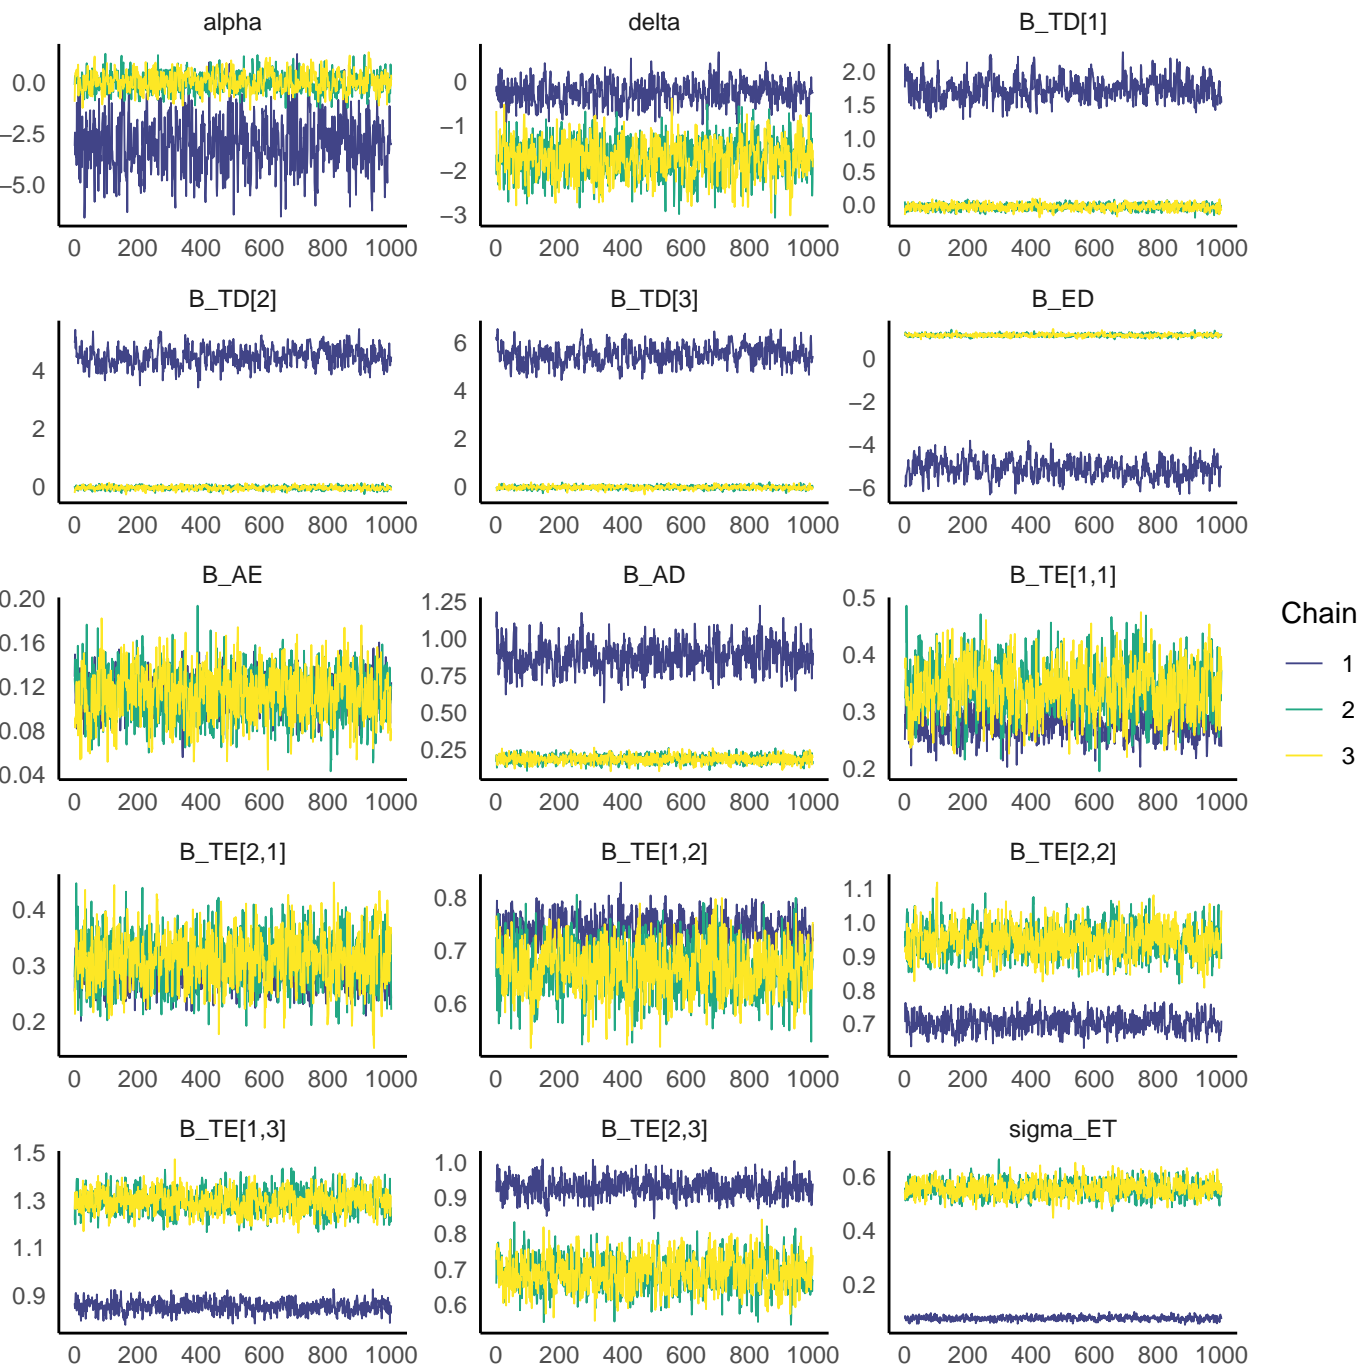 alpha delta B_TD[1]
0.0 −2.5 −5.0
0 −1 −2 −3
2.0 1.5 1.0 0.5 0.0
0 200 400 600 800 1000 0 200 400 600 800 1000 0 200 400 600 800 1000
B_TD[2] B_TD[3] B_ED
4 2 0
6 4 2 0
0 −2 −4 −6
0 200 400 600 800 1000 0 200 400 600 800 1000 0 200 400 600 800 1000
B_AE B_AD B_TE[1,1]
0.20 0.16 0.12 0.08 0.04
1.25 1.00 0.75 0.50 0.25
0.5 0.4 0.3 0.2
0 200 400 600 800 1000 0 200 400 600 800 1000 0 200 400 600 800 1000
B_TE[2,1] B_TE[1,2] B_TE[2,2]
0.4 0.3 0.2
0.8 0.7 0.6
1.1 1.0 0.9 0.8 0.7
0 200 400 600 800 1000 0 200 400 600 800 1000 0 200 400 600 800 1000
B_TE[1,3] B_TE[2,3] sigma_ET
1.5 1.3 1.1 0.9
1.0 0.9 0.8 0.7 0.6
0.6 0.4 0.2
0 200 400 600 800 1000 0 200 400 600 800 1000 0 200 400 600 800 1000
Chain
1
2
3